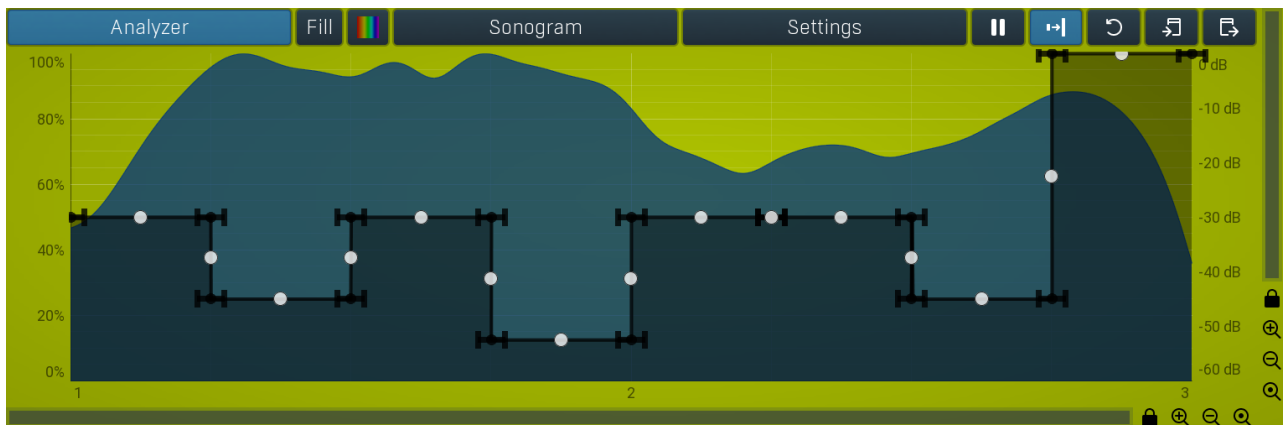 Analyzer Fill Sonogram Settings
100% 0 dB
80% -10 dB
-20 dB
60%
-30 dB
40%
-40 dB
20%
-50 dB
0% -60 dB
1 2 3